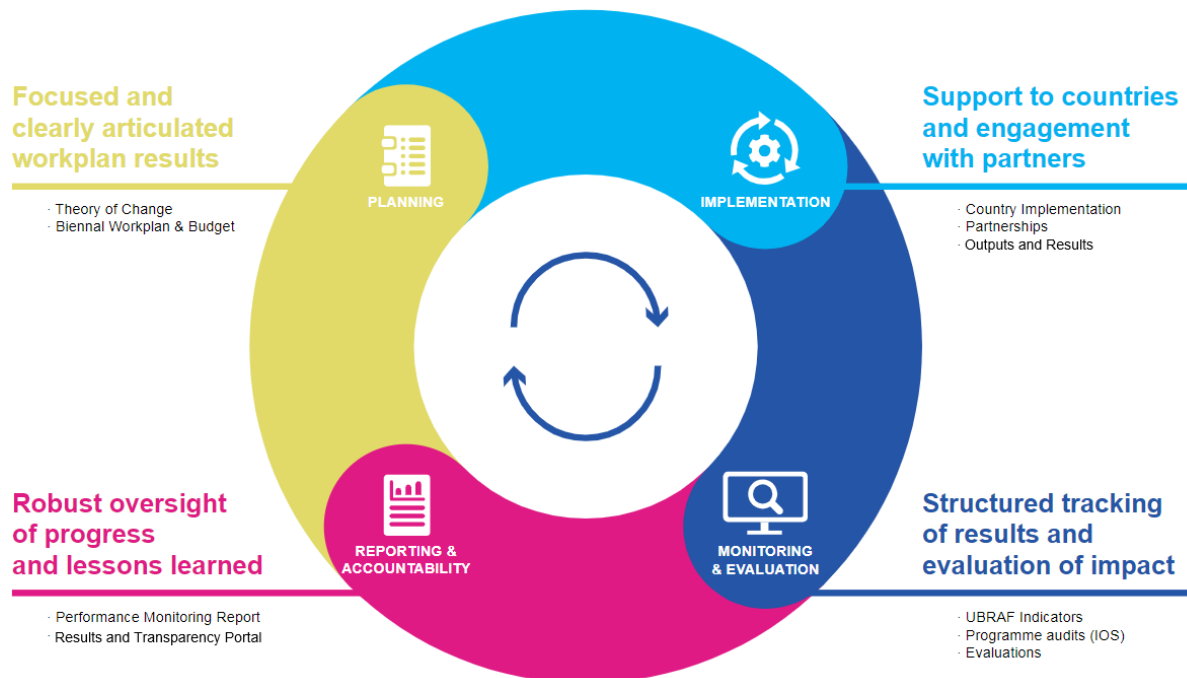 Focused and
clearly articulated
workplan results
· Theory of Change
· Biennal Workplan & Budget
PLANNING
IMPLEMENTATION
Support to countries
and engagement
with partners
· Country Implementation
· Partnerships
· Outputs and Results
Robust oversight
of progress
and lessons learned
· Performance Monitoring Report
· Results and Transparency Portal
REPORTING &
ACCOUNTABILITY
MONITORING
& EVALUATION
Structured tracking
of results and
evaluation of impact
· UBRAF Indicators
· Programme audits (IOS)
· Evaluations